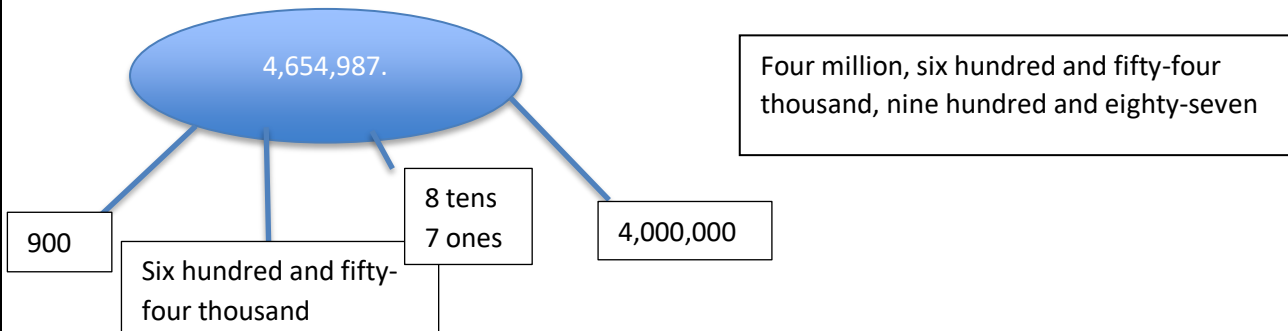 4,654,987.
Four million, six hundred and fifty-four
thousand, nine hundred and eighty-seven
900
Six hundred and fifty-
four thousand
8 tens
7 ones
4,000,000